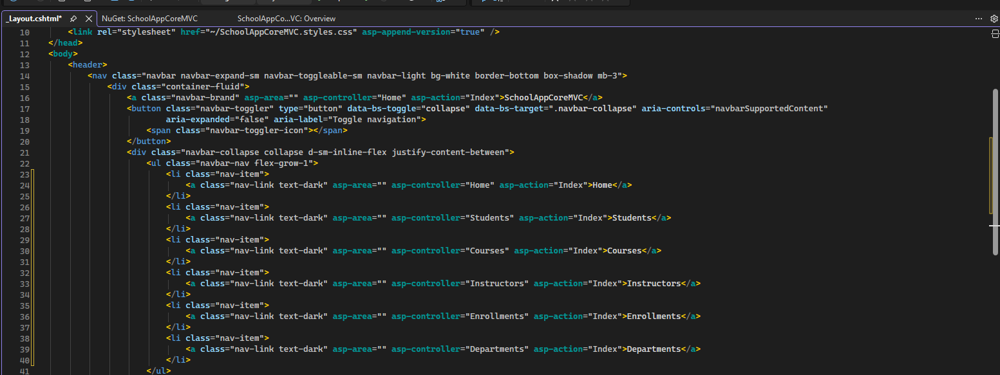 _Layout.cshtml*
NuGet: SchoolAppCoreMVC
SchoolAppCo...VC: Overview
10 <link rel="stylesheet" href="~/SchoolAppCoreMVC.styles.css" asp-append-version="true" />
11 </head>
12 <body>
13 <header>
14 <nav class="navbar navbar-expand-sm navbar-toggleable-sm navbar-light bg-white border-bottom box-shadow mb-3">
15 <div class="container-fluid">
16 <a class="navbar-brand" asp-area="" asp-controller="Home" asp-action="Index">SchoolAppCoreMVC</a>
17 <button class="navbar-toggler" type="button" data-bs-toggle="collapse" data-bs-target=".navbar-collapse" aria-controls="navbarSupportedContent"
18 aria-expanded="false" aria-label="Toggle navigation">
19 <span class="navbar-toggler-icon"></span>
20 </button>
21 <div class="navbar-collapse collapse d-sm-inline-flex justify-content-between">
22 <ul class="navbar-nav flex-grow-1">
23 <li class="nav-item">
24 <a class="nav-link text-dark" asp-area="" asp-controller="Home" asp-action="Index">Home</a>
25 </li>
26 <li class="nav-item">
27 <a class="nav-link text-dark" asp-area="" asp-controller="Students" asp-action="Index">Students</a>
28 </li>
29 <li class="nav-item">
30 <a class="nav-link text-dark" asp-area="" asp-controller="Courses" asp-action="Index">Courses</a>
31 </li>
32 <li class="nav-item">
33 <a class="nav-link text-dark" asp-area="" asp-controller="Instructors" asp-action="Index">Instructors</a>
34 </li>
35 <li class="nav-item">
36 <a class="nav-link text-dark" asp-area="" asp-controller="Enrollments" asp-action="Index">Enrollments</a>
37 </li>
38 <li class="nav-item">
39 <a class="nav-link text-dark" asp-area="" asp-controller="Departments" asp-action="Index">Departments</a>
40 </li>
41 </ul>